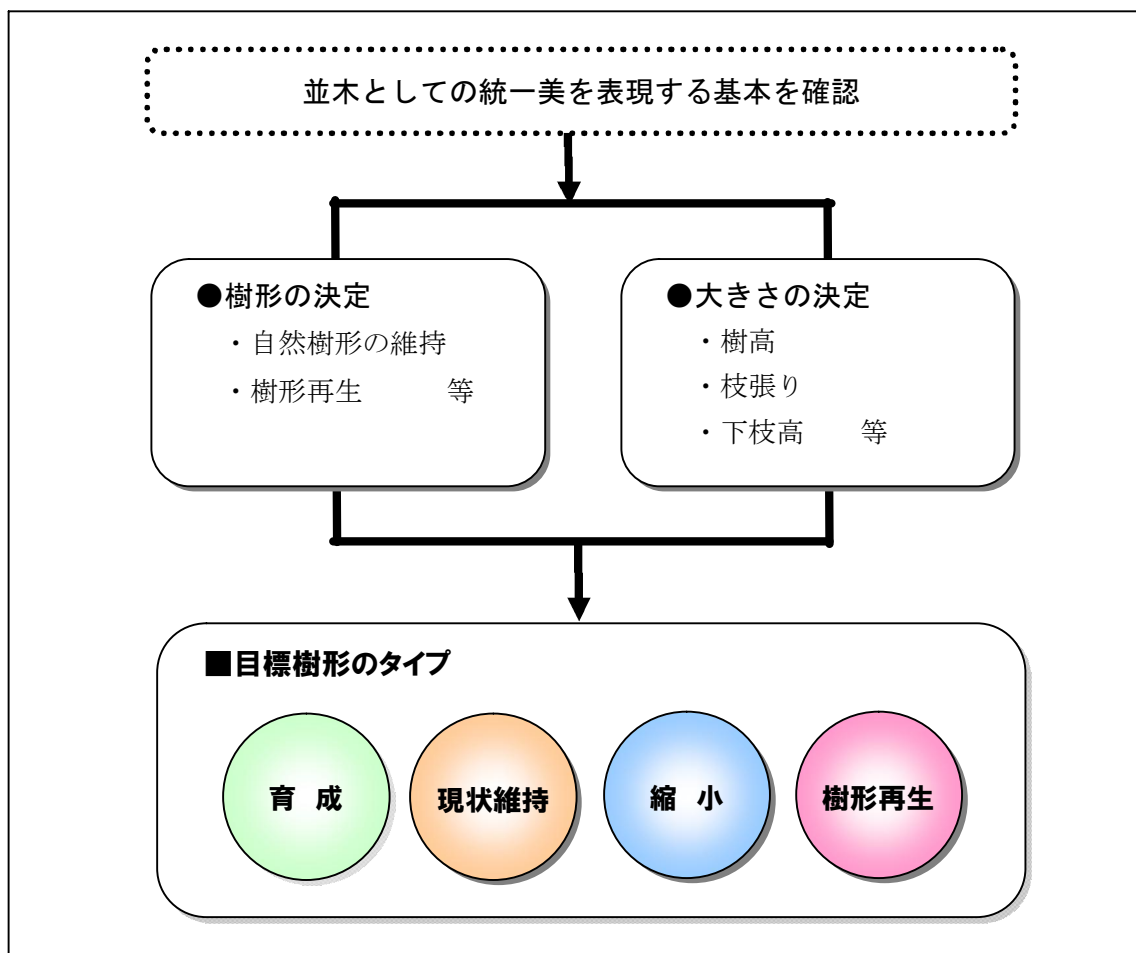 並木としての統一美を表現する基本を確認
●樹形の決定
・自然樹形の維持
・樹形再生　　　等
●大きさの決定
・樹高
・枝張り
・下枝高　　等
■目標樹形のタイプ
育 成
現状維持
縮 小
樹形再生